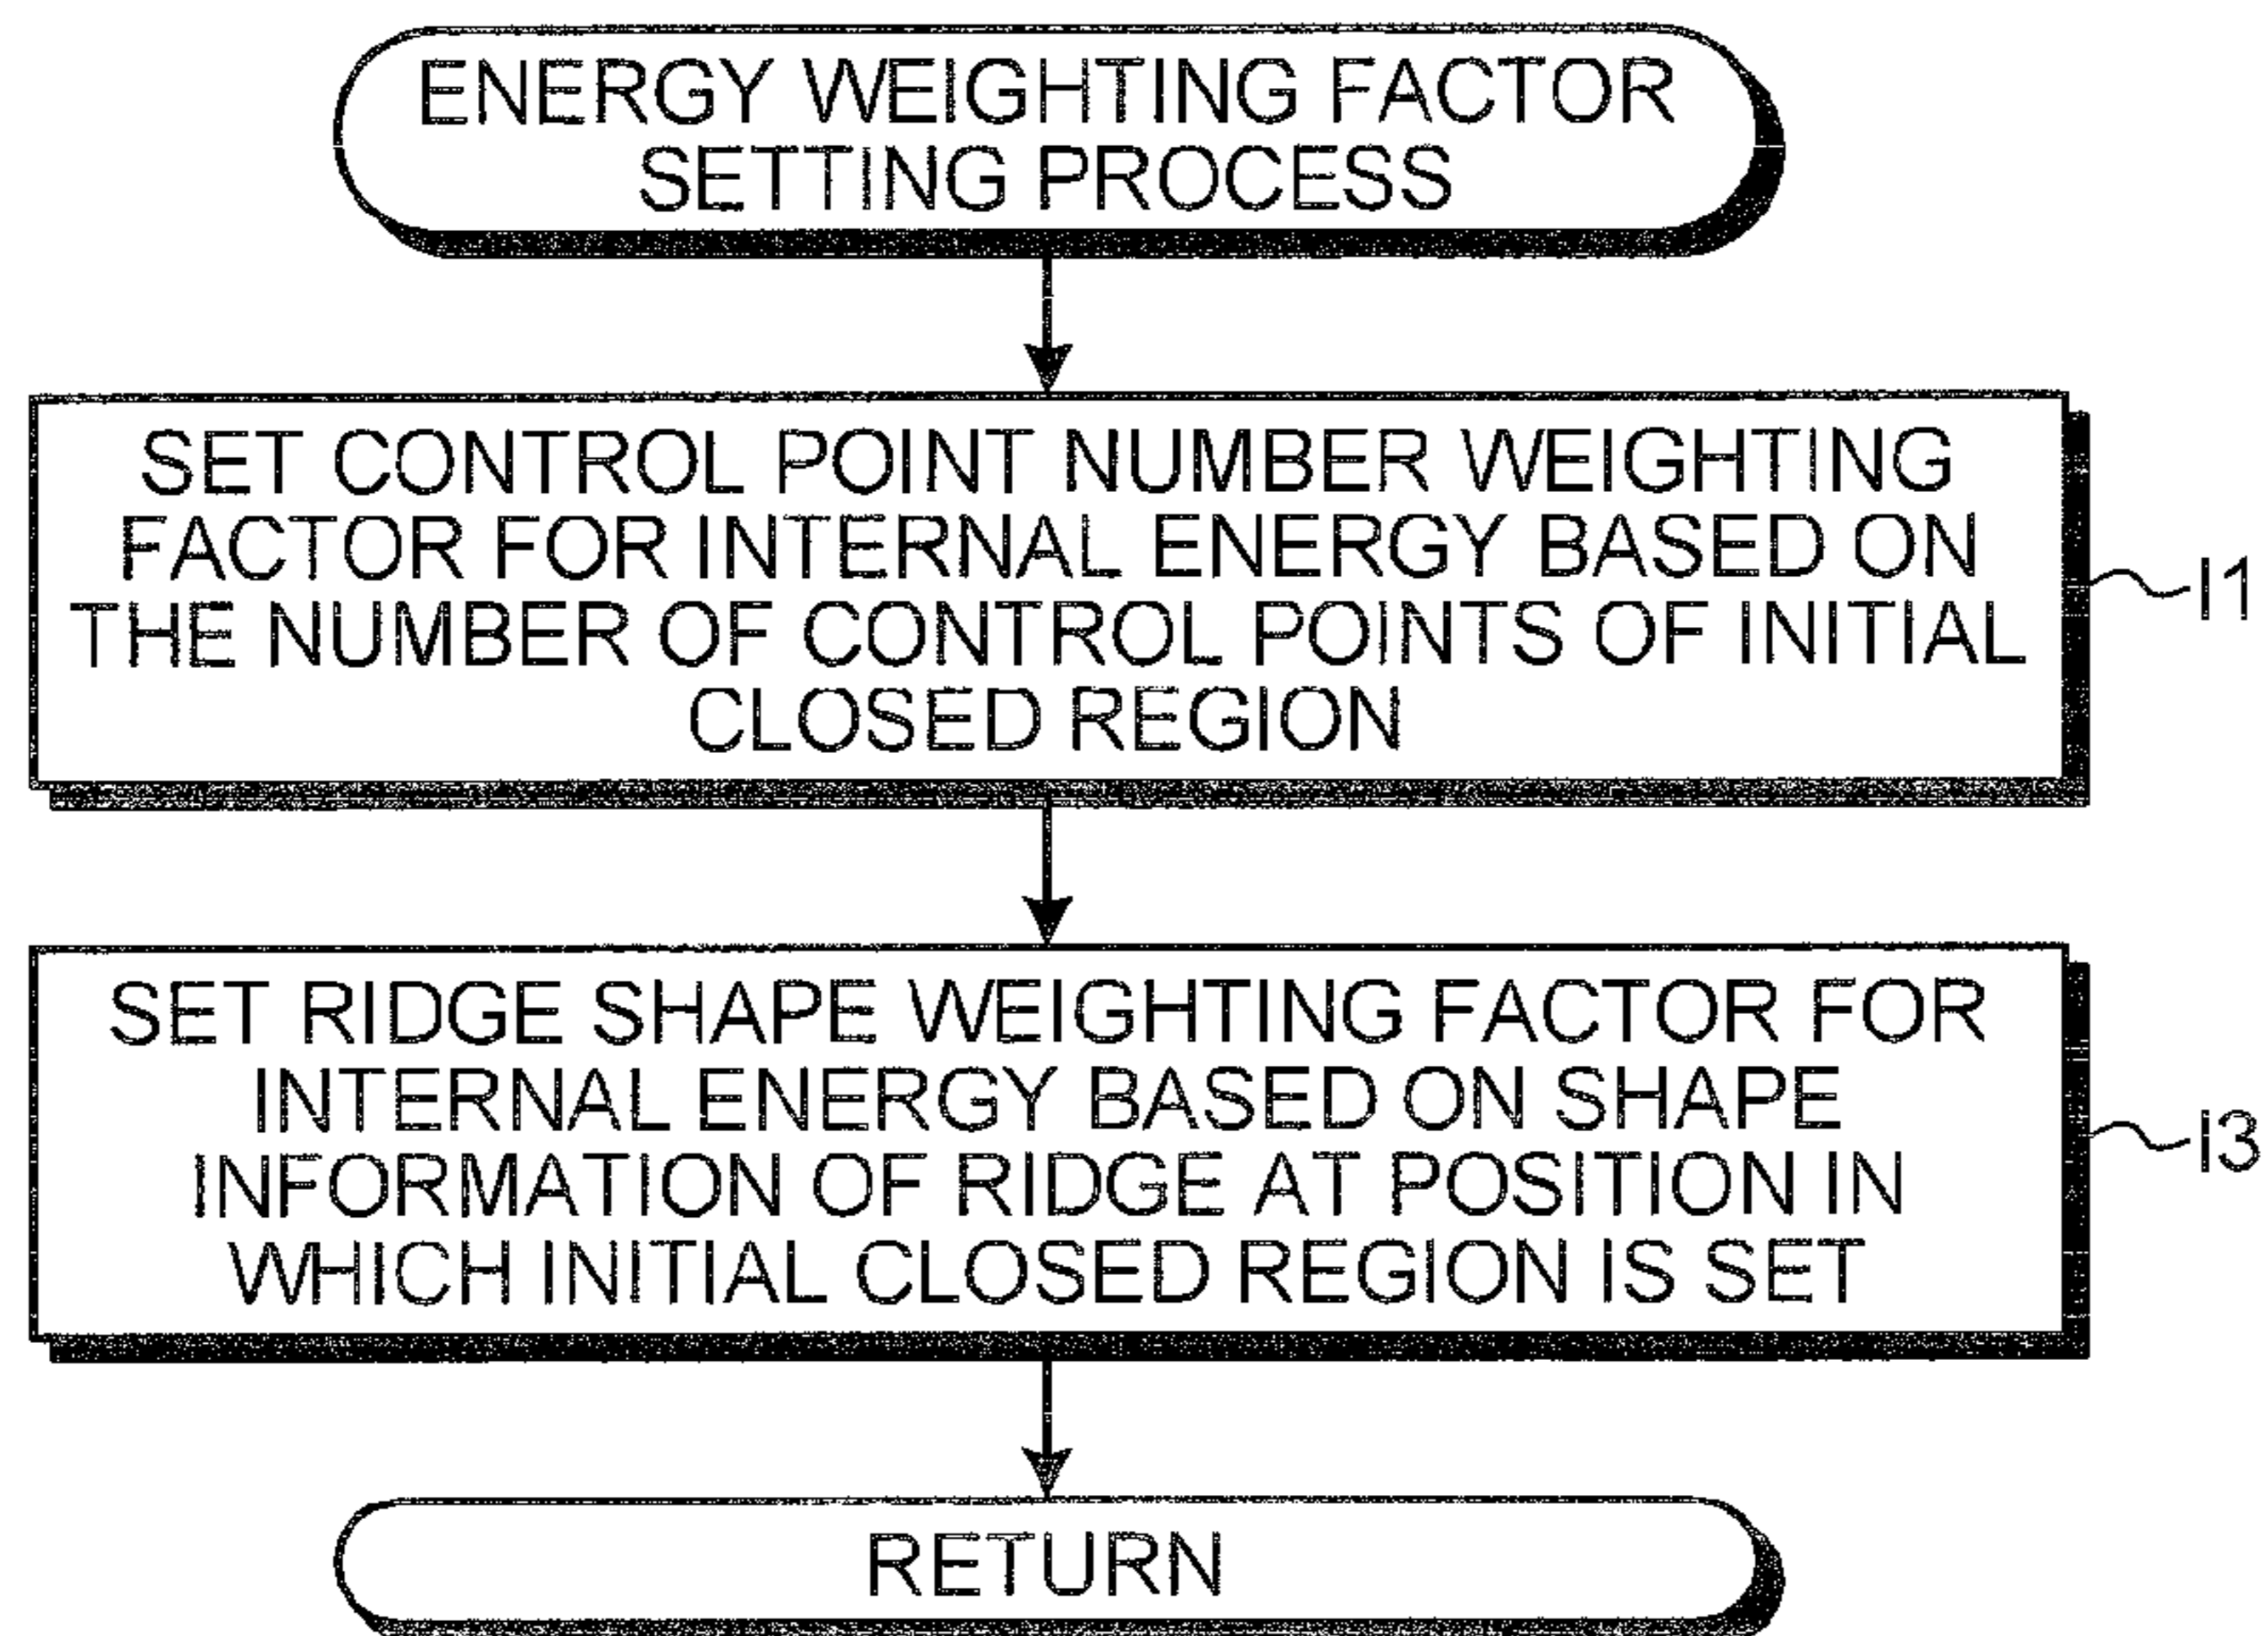 ENERGY WEIGHTING FACTOR
SETTING PROCESS
SET CONTROL POINT NUMBER WEIGHTING
FACTOR FOR INTERNAL ENERGY BASED ON
THE NUMBER OF CONTROL POINTS OF INITIAL
CLOSED REGION
I1
SET RIDGE SHAPE WEIGHTING FACTOR FOR
INTERNAL ENERGY BASED ON SHAPE
INFORMATION OF RIDGE AT POSITION IN
WHICH INITIAL CLOSED REGION IS SET
I3
RETURN